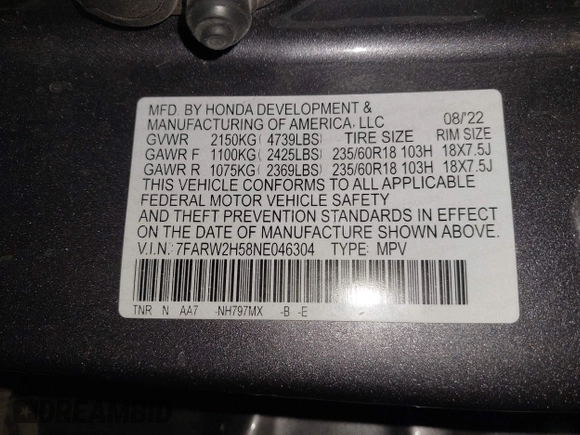 MFD. BY HONDA DEVELOPMENT &
MANUFACTURING OF AMERICA, LLC 08/'22
GVWR 2150KG( 4739LBS) TIRE SIZE RIM SIZE
GAWR F 1100KG( 2425LBS) 235/60R18 103H 18X7.5J
GAWR R 1075KG( 2369LBS) 235/60R18 103H 18X7.5J
THIS VEHICLE CONFORMS TO ALL APPLICABLE
FEDERAL MOTOR VEHICLE SAFETY
AND THEFT PREVENTION STANDARDS IN EFFECT
ON THE DATE OF MANUFACTURE SHOWN ABOVE.
V.I.N.: 7FARW2H58NE046304 TYPE: MPV
TNR N AA7 -NH797MX -B -E
DREAMBID